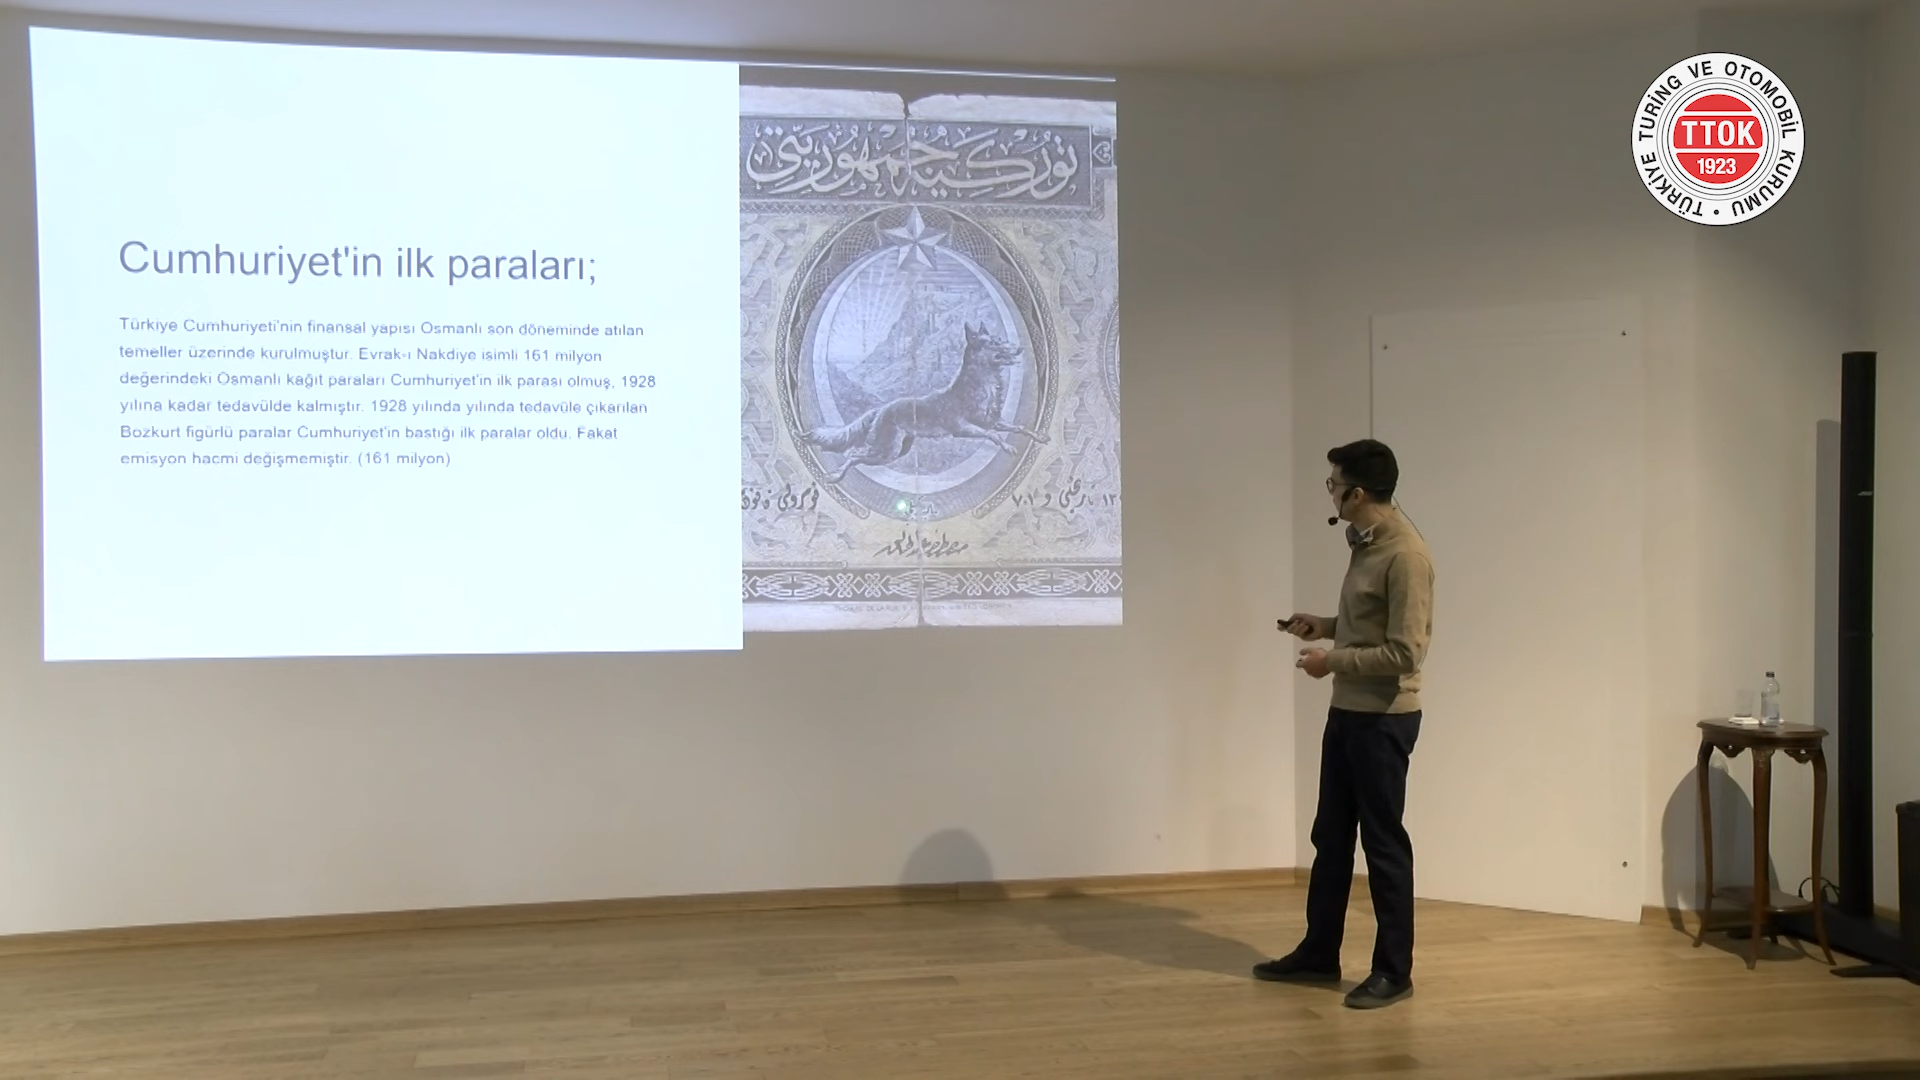 Cumhuriyet'in ilk paraları;
Türkiye Cumhuriyeti'nin finansal yapısı Osmanlı son döneminde atılan
temeller üzerinde kurulmuştur. Evrak-ı Nakdiye isimli 161 milyon
değerindeki Osmanlı kağıt paraları Cumhuriyet'in ilk parası olmuş, 1928
yılına kadar tedavülde kalmıştır. 1928 yılında yılında tedavüle çıkarılan
Bozkurt figürlü paralar Cumhuriyet'in bastığı ilk paralar oldu. Fakat
emisyon hacmi değişmemiştir. (161 milyon)
تورکیه جمهوریتی
TÜRKİYE TURİNG VE OTOMOBİL KURUMU
TTOK
1923